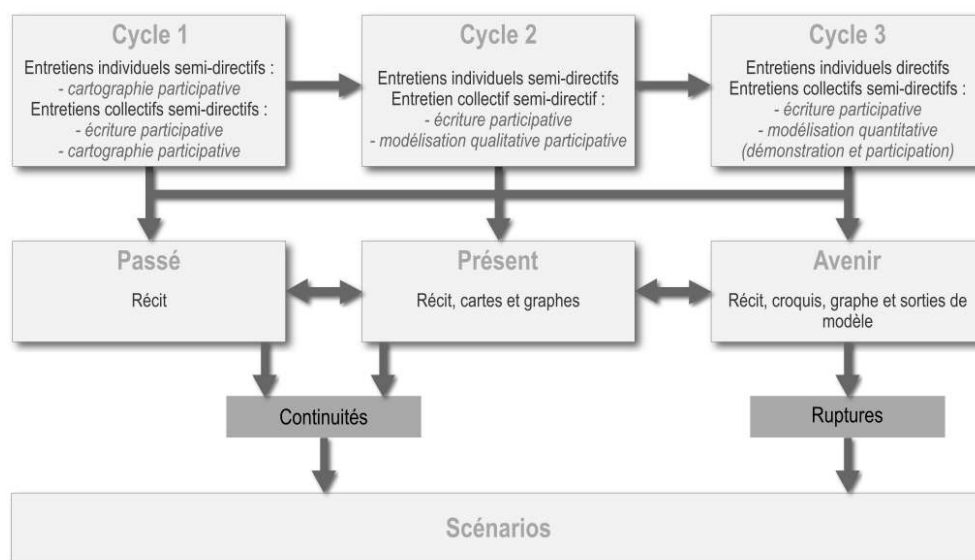 Cycle 1
Entretiens individuels semi-directifs :
- cartographie participative
Entretiens collectifs semi-directifs :
- écriture participative
- cartographie participative
Cycle 2
Entretiens individuels semi-directifs
Entretien collectif semi-directif :
- écriture participative
- modélisation qualitative participative
Cycle 3
Entretiens individuels directifs
Entretiens collectifs semi-directifs :
- écriture participative
- modélisation quantitative
(démonstration et participation)
Passé
Récit
Présent
Récit, cartes et graphes
Avenir
Récit, croquis, graphe et sorties de
modèle
Continuités
Ruptures
Scénarios